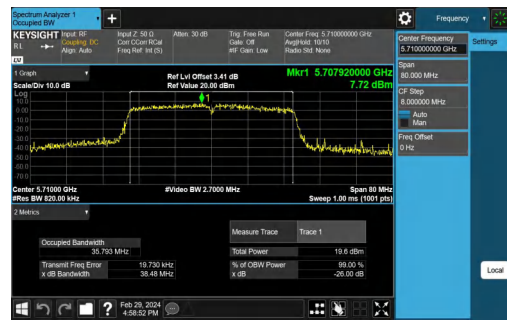 Spectrum Analyzer 1
Occupied BW
+
Frequency
KEYSIGHT Input: RF Input Z: 50 Ω Atten: 30 dB Trig: Free Run Center Freq: 5.710000000 GHz
RL Coupling: DC Corr CCorr RCal Gate: Off Avg|Hold: 10/10
Align: Auto Freq Ref: Int (S) #IF Gain: Low Radio Std: None
LV
Center Frequency
5.710000000 GHz
Settings
Span
80.000 MHz
CF Step
8.000000 MHz
Auto
Man
Freq Offset
0 Hz
Local
1 Graph
Ref Lvl Offset 3.41 dB
Mkr1 5.707920000 GHz
Scale/Div 10.0 dB
Ref Value 20.00 dBm
7.72 dBm
Log
10.0
0.00
-10.0
-20.0
-30.0
-40.0
-50.0
-60.0
-70.0
1
Center 5.71000 GHz #Video BW 2.7000 MHz Span 80 MHz
#Res BW 820.00 kHz Sweep 1.00 ms (1001 pts)
2 Metrics
Measure Trace Trace 1
Occupied Bandwidth
35.793 MHz
Total Power 19.6 dBm
Transmit Freq Error 19.730 kHz % of OBW Power 99.00 %
x dB Bandwidth 38.48 MHz x dB -26.00 dB
?
Feb 29, 2024
4:58:52 PM